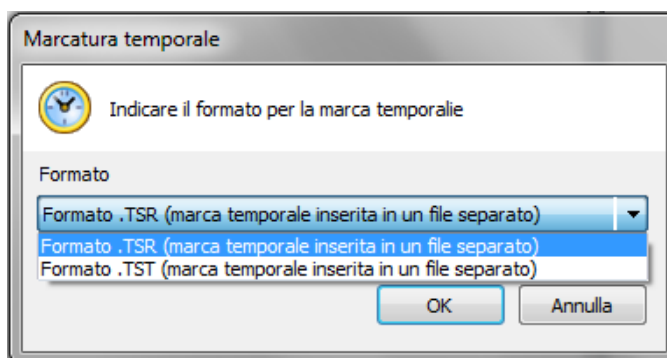 Marcatura temporale
Indicare il formato per la marca temporalie
Formato
Formato .TSR (marca temporale inserita in un file separato)
Formato .TSR (marca temporale inserita in un file separato)
Formato .TST (marca temporale inserita in un file separato)
OK Annulla